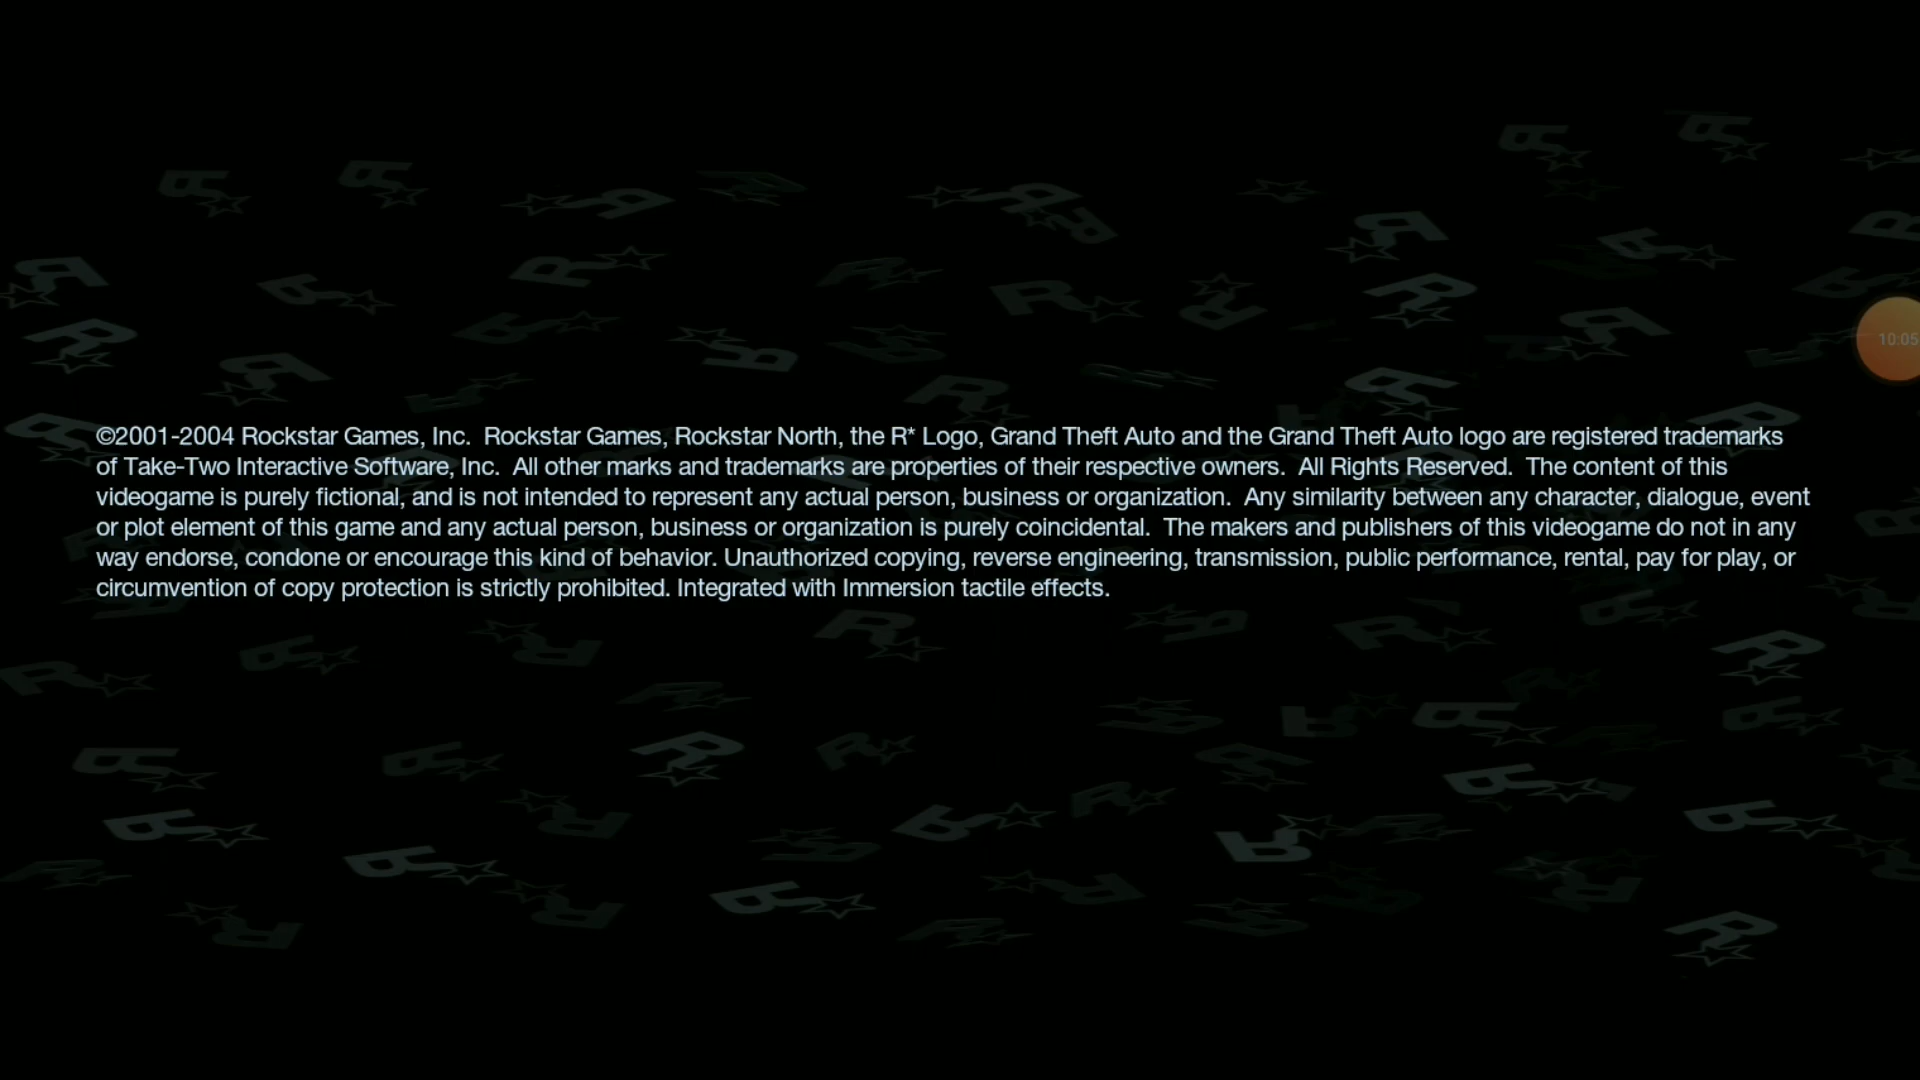 ©2001-2004 Rockstar Games, Inc.  Rockstar Games, Rockstar North, the R* Logo, Grand Theft Auto and the Grand Theft Auto logo are registered trademarks
of Take-Two Interactive Software, Inc.  All other marks and trademarks are properties of their respective owners.  All Rights Reserved.  The content of this
videogame is purely fictional, and is not intended to represent any actual person, business or organization.  Any similarity between any character, dialogue, event
or plot element of this game and any actual person, business or organization is purely coincidental.  The makers and publishers of this videogame do not in any
way endorse, condone or encourage this kind of behavior. Unauthorized copying, reverse engineering, transmission, public performance, rental, pay for play, or
circumvention of copy protection is strictly prohibited. Integrated with Immersion tactile effects.
10:05